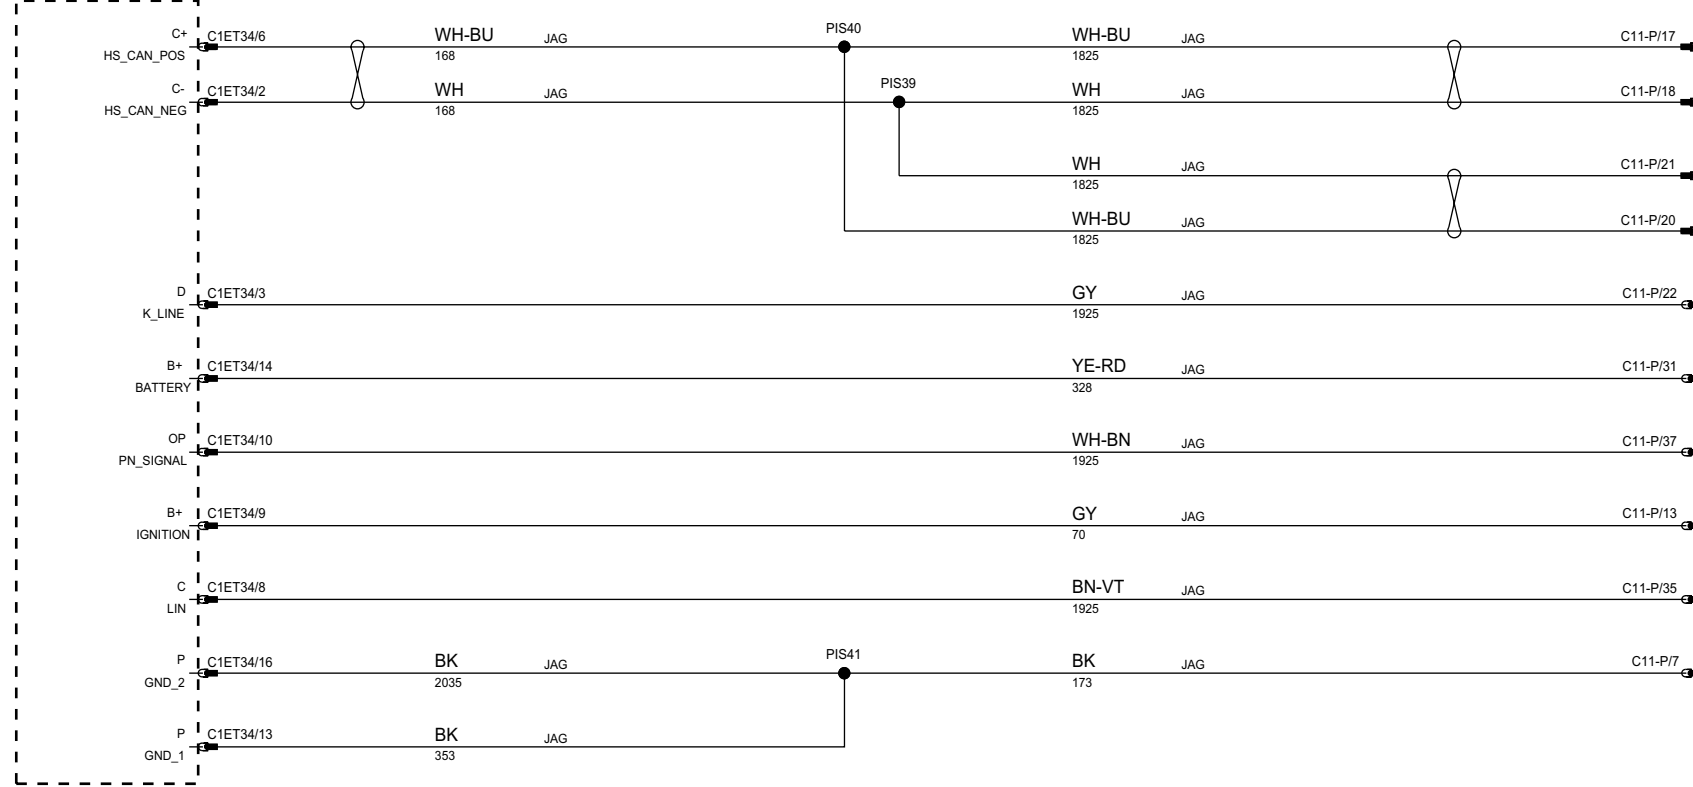 C+ C1ET34/6 WH-BU JAG PIS40 WH-BU JAG C11-P/17
HS_CAN_POS 168 1825
C- C1ET34/2 WH JAG PIS39 WH JAG C11-P/18
HS_CAN_NEG 168 1825
WH JAG C11-P/21
1825
WH-BU JAG C11-P/20
1825
D C1ET34/3 GY JAG C11-P/22
K_LINE 1925
B+ C1ET34/14 YE-RD JAG C11-P/31
BATTERY 328
OP C1ET34/10 WH-BN JAG C11-P/37
PN_SIGNAL 1925
B+ C1ET34/9 GY JAG C11-P/13
IGNITION 70
C C1ET34/8 BN-VT JAG C11-P/35
LIN 1925
P C1ET34/16 BK JAG PIS41 BK JAG C11-P/7
GND_2 2035 173
P C1ET34/13 BK JAG
GND_1 353